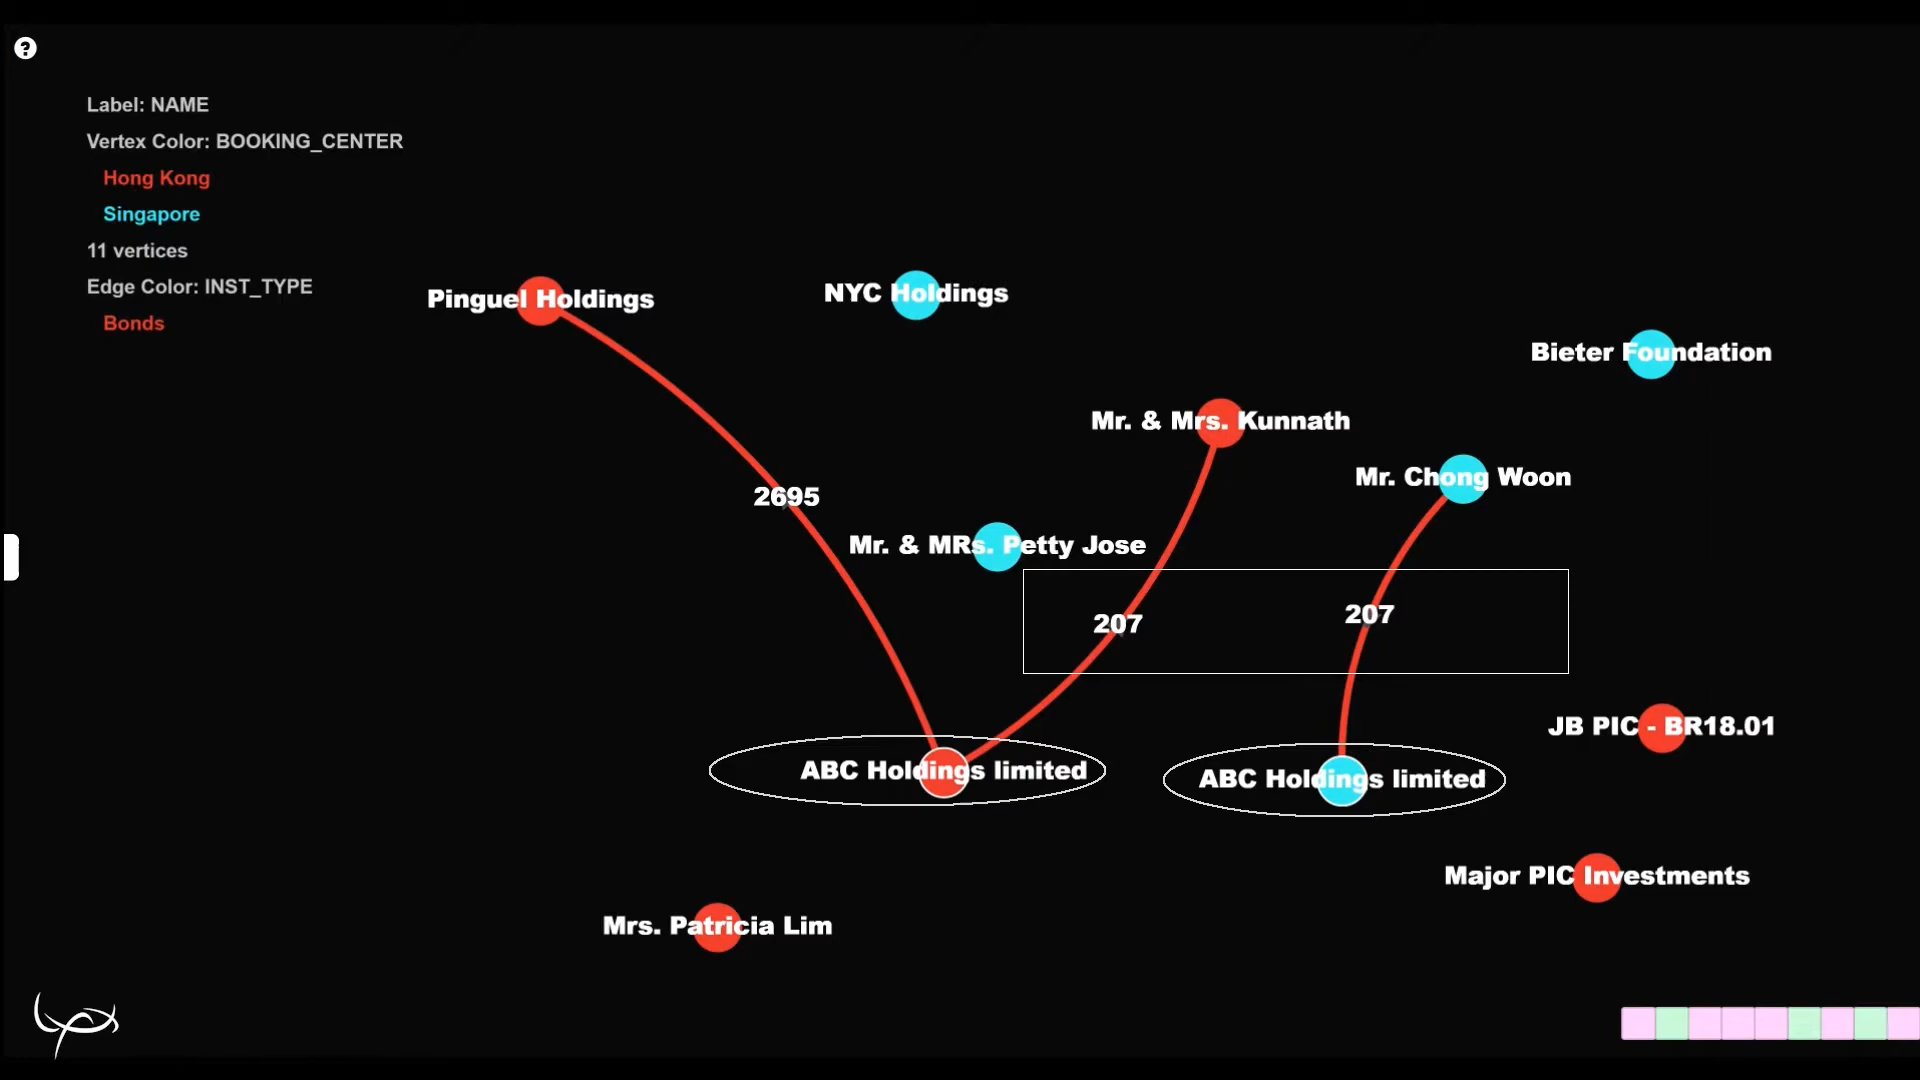 ?
Label: NAME
Vertex Color: BOOKING_CENTER
Hong Kong
Singapore
11 vertices
Edge Color: INST_TYPE
Bonds
Pinguel Holdings
NYC Holdings
Bieter Foundation
Mr. & Mrs. Kunnath
Mr. Chong Woon
2695
Mr. & MRs. Petty Jose
207
207
JB PIC - BR18.01
ABC Holdings limited
ABC Holdings limited
Major PIC Investments
Mrs. Patricia Lim